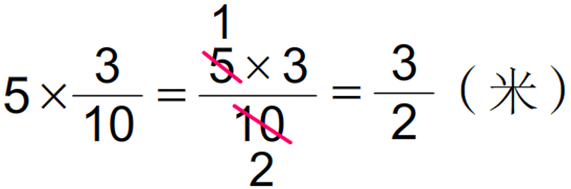 5 × 3/10 = (1 5 × 3)/(10 2) = 3/2 （米）